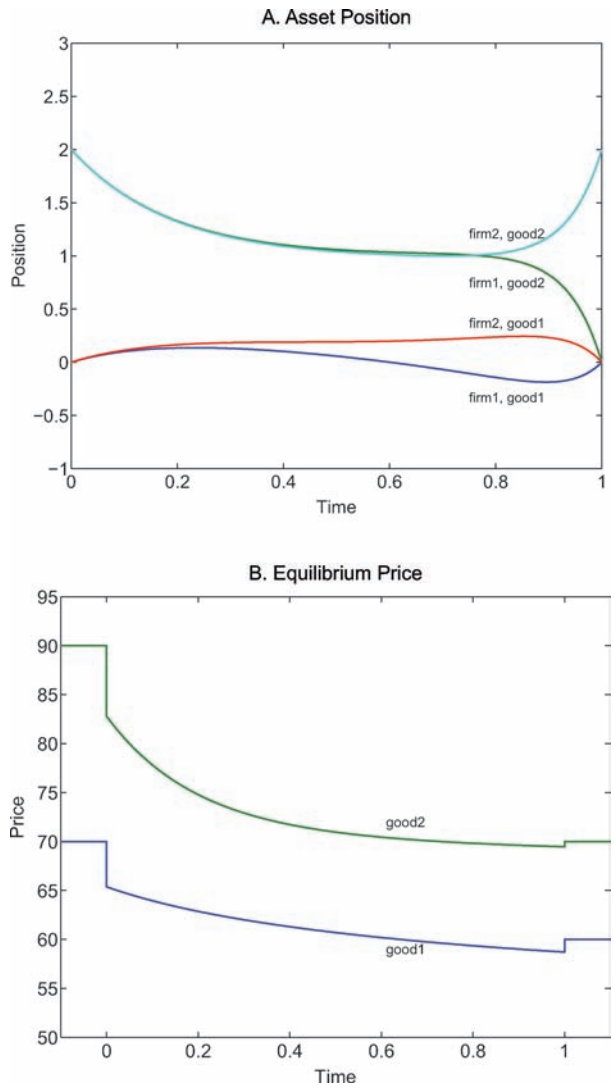 A. Asset Position
3
2.5
2
1.5
1
0.5
0
−0.5
−1
Position
firm2, good2
firm1, good2
firm2, good1
firm1, good1
0 0.2 0.4 0.6 0.8 1
Time
B. Equilibrium Price
95
90
85
80
75
70
65
60
55
50
Price
good2
good1
0 0.2 0.4 0.6 0.8 1
Time